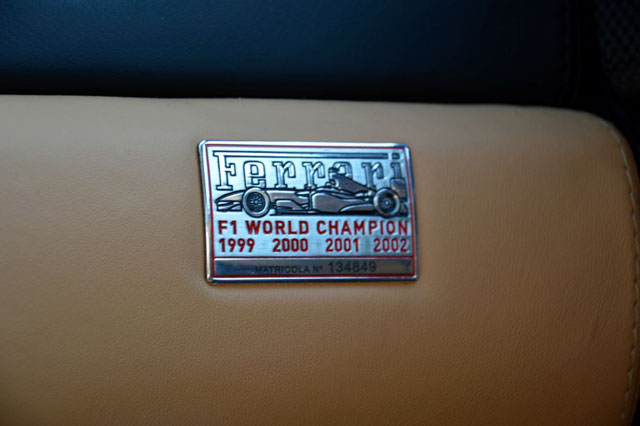 Ferrari
F1 WORLD CHAMPION
1999 2000 2001 2002
MATRICOLA N° 134849